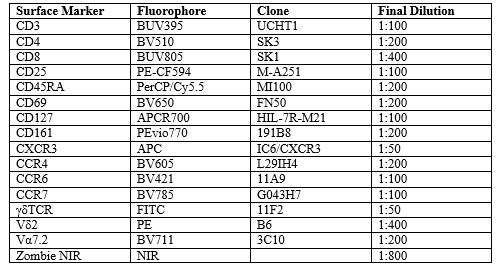 Surface Marker Fluorophore Clone Final Dilution
CD3 BUV395 UCHT1 1:100
CD4 BV510 SK3 1:200
CD8 BUV805 SK1 1:400
CD25 PE-CF594 M-A251 1:100
CD45RA PerCP/Cy5.5 MI100 1:200
CD69 BV650 FN50 1:200
CD127 APCR700 HIL-7R-M21 1:100
CD161 PEvio770 191B8 1:200
CXCR3 APC IC6/CXCR3 1:50
CCR4 BV605 L29IH4 1:200
CCR6 BV421 11A9 1:100
CCR7 BV785 G043H7 1:100
γδTCR FITC 11F2 1:50
Vδ2 PE B6 1:400
Vα7.2 BV711 3C10 1:200
Zombie NIR NIR 1:800